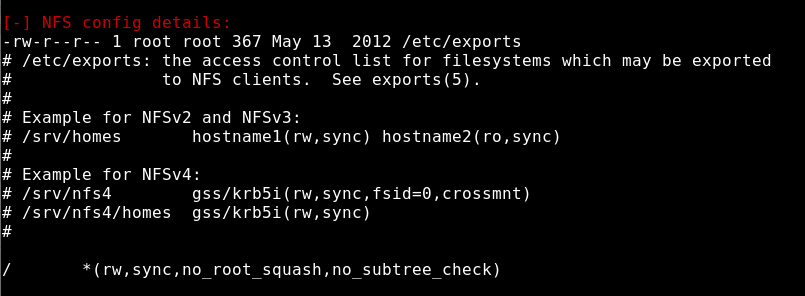 [-] NFS config details:
-rw-r--r-- 1 root root 367 May 13  2012 /etc/exports
# /etc/exports: the access control list for filesystems which may be exported
#               to NFS clients.  See exports(5).
#
# Example for NFSv2 and NFSv3:
# /srv/homes       hostname1(rw,sync) hostname2(ro,sync)
#
# Example for NFSv4:
# /srv/nfs4        gss/krb5i(rw,sync,fsid=0,crossmnt)
# /srv/nfs4/homes  gss/krb5i(rw,sync)
#
/       *(rw,sync,no_root_squash,no_subtree_check)